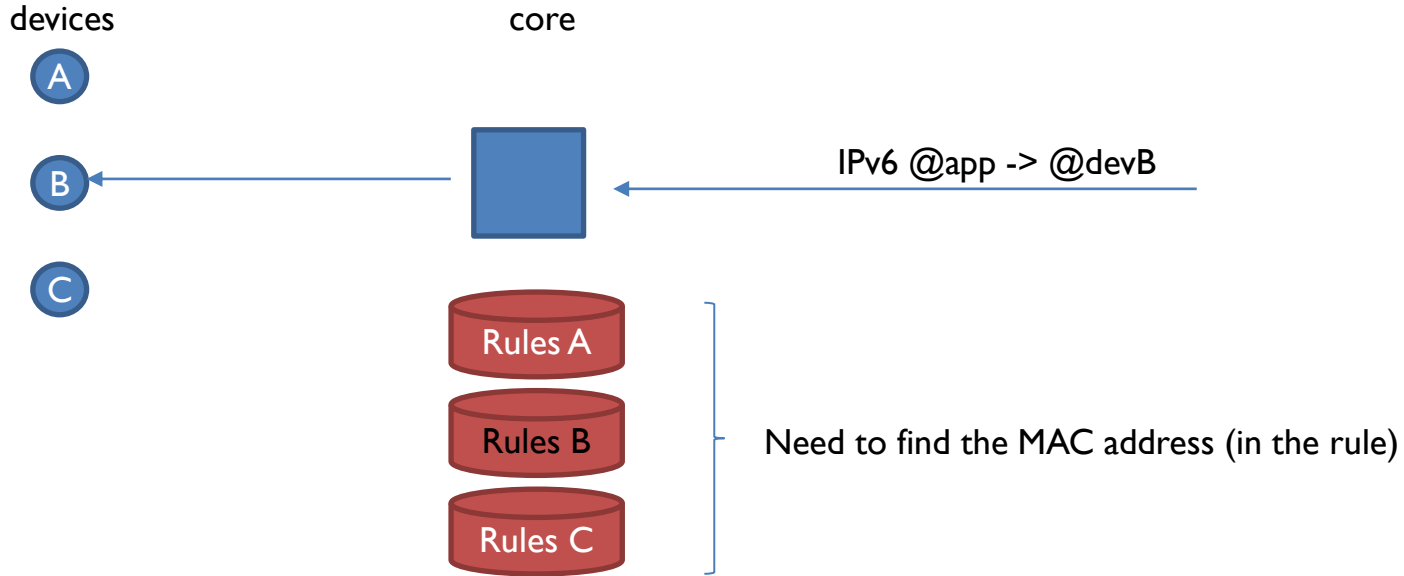 devices
core
A
IPv6 @app -> @devB
B
C
Rules A
Rules B
Need to find the MAC address (in the rule)
Rules C